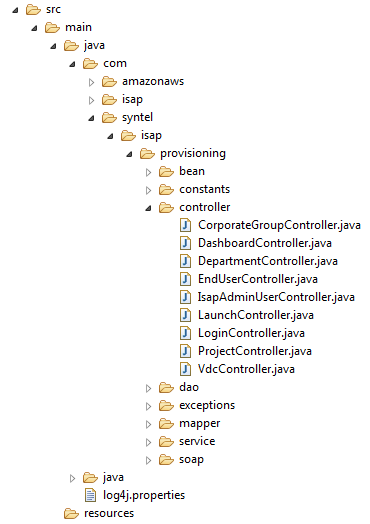 src
main
java
com
amazonaws
isap
syntel
isap
provisioning
bean
constants
controller
CorporateGroupController.java
DashboardController.java
DepartmentController.java
EndUserController.java
IsapAdminUserController.java
LaunchController.java
LoginController.java
ProjectController.java
VdcController.java
dao
exceptions
mapper
service
soap
java
log4j.properties
resources